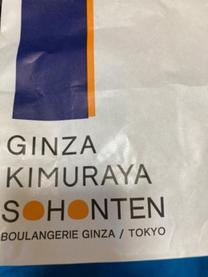 GINZA
KIMURAYA
SOHONTEN
BOULANGERIE GINZA / TOKYO